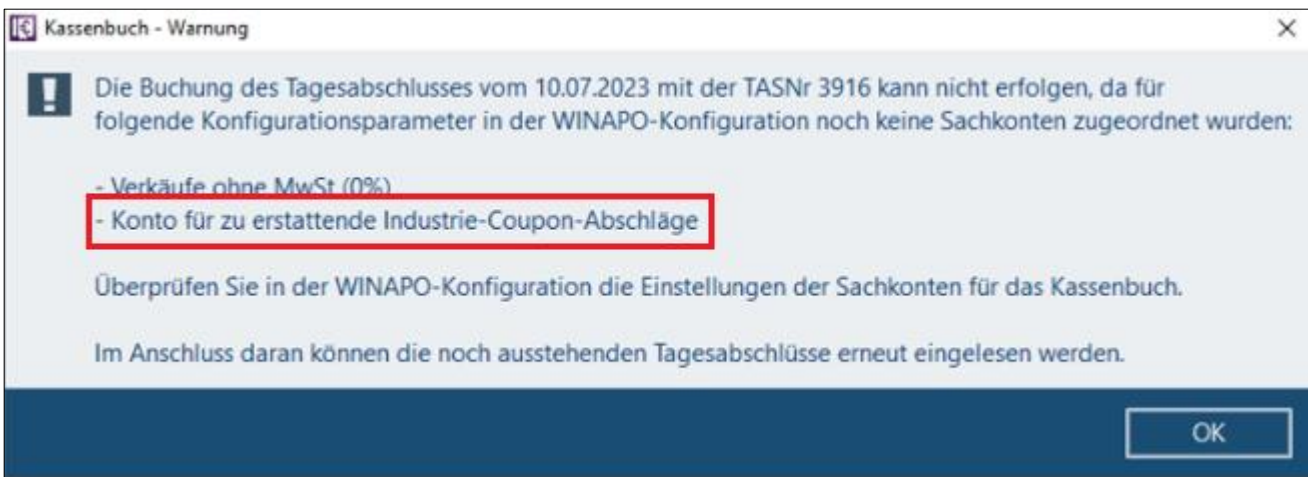 Kassenbuch - Warnung
Die Buchung des Tagesabschlusses vom 10.07.2023 mit der TASNr 3916 kann nicht erfolgen, da für
folgende Konfigurationsparameter in der WINAPO-Konfiguration noch keine Sachkonten zugeordnet wurden:
- Verkäufe ohne MwSt (0%)
- Konto für zu erstattende Industrie-Coupon-Abschläge
Überprüfen Sie in der WINAPO-Konfiguration die Einstellungen der Sachkonten für das Kassenbuch.
Im Anschluss daran können die noch ausstehenden Tagesabschlüsse erneut eingelesen werden.
OK